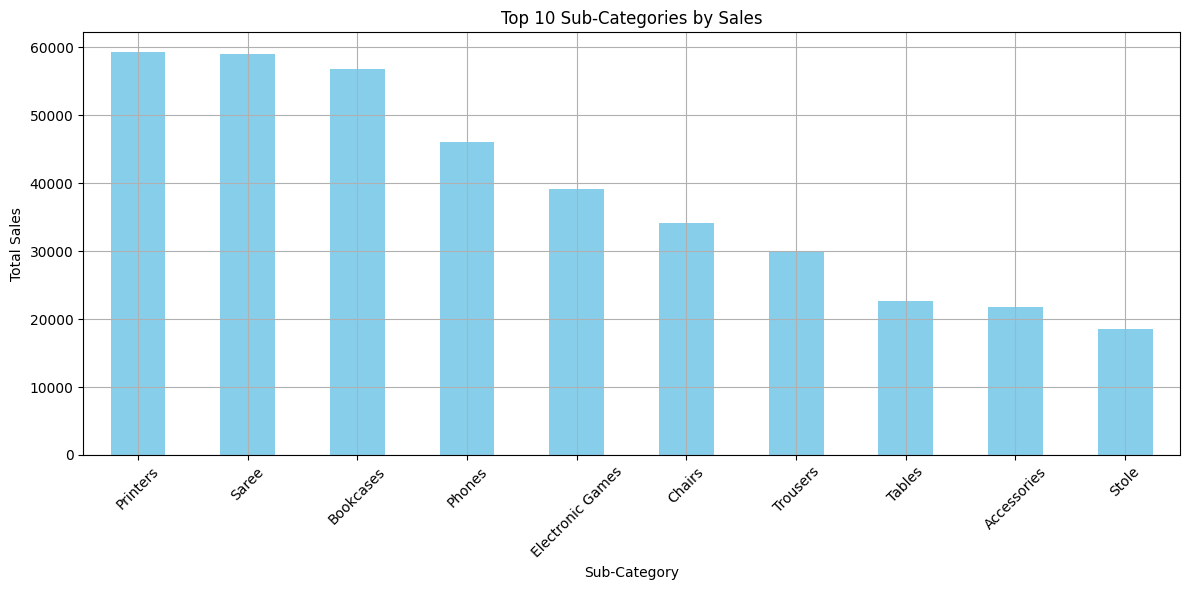 Top 10 Sub-Categories by Sales
60000
50000
40000
30000
20000
10000
0
Total Sales
Printers
Saree
Bookcases
Phones
Electronic Games
Chairs
Trousers
Tables
Accessories
Stole
Sub-Category